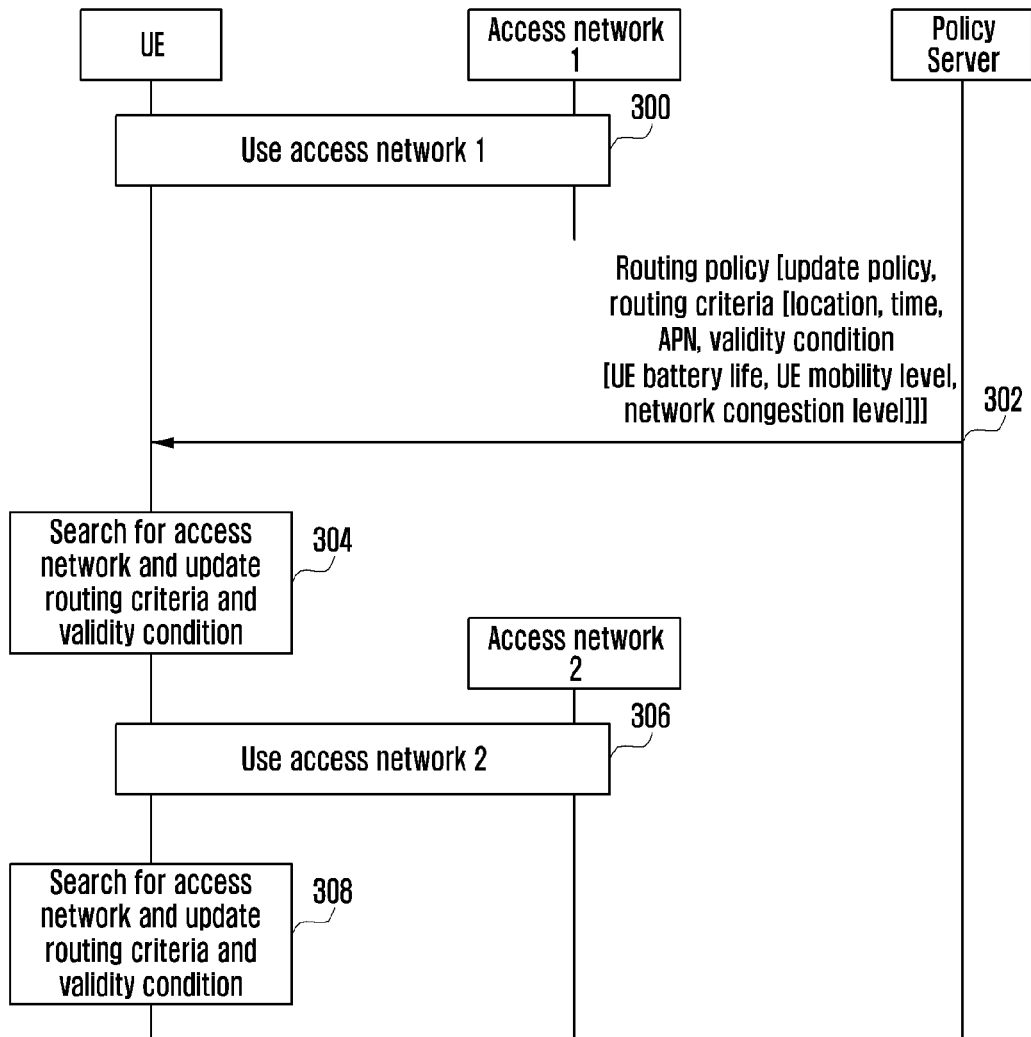 UE
Access network
1
Policy
Server
300
Use access network 1
Routing policy [update policy,
routing criteria [location, time,
APN, validity condition
[UE battery life, UE mobility level,
network congestion level]]]
302
Search for access
network and update
routing criteria and
validity condition
304
Access network
2
306
Use access network 2
Search for access
network and update
routing criteria and
validity condition
308